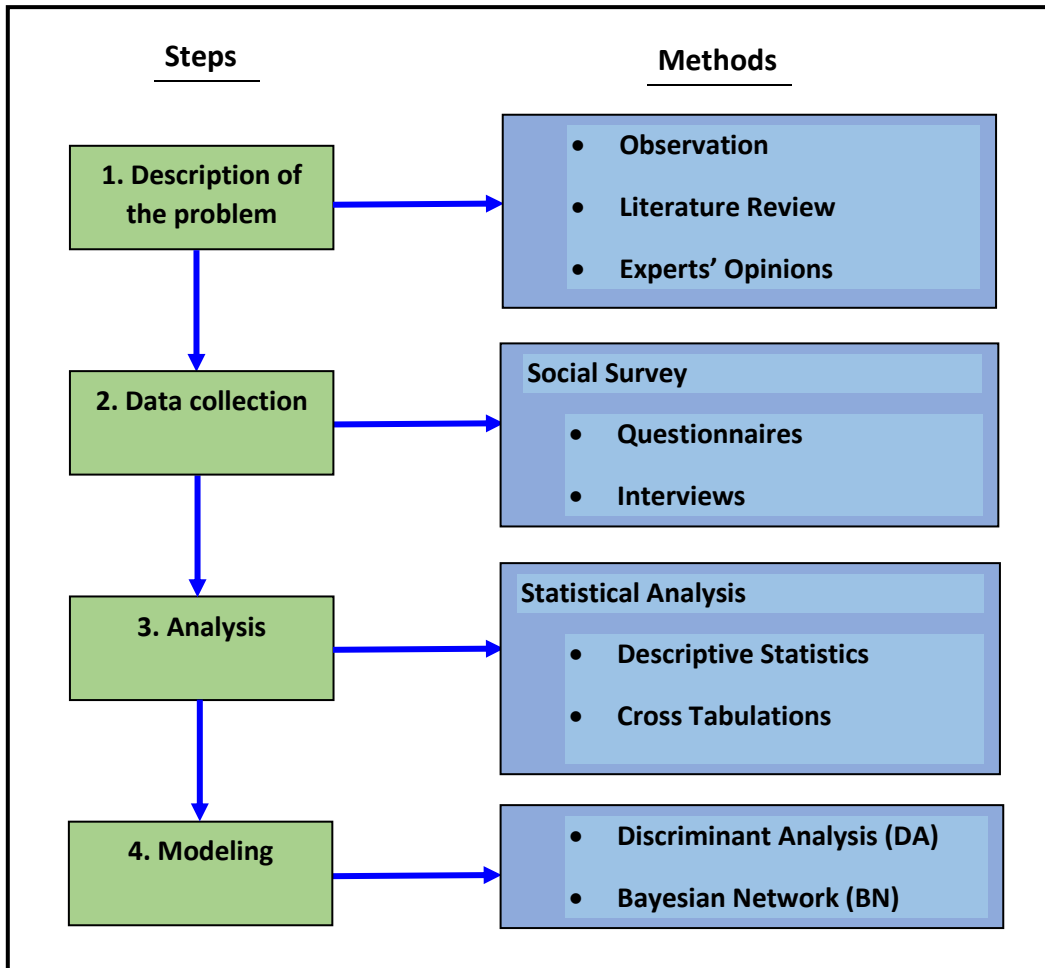 Steps
Methods
1. Description of
the problem
• Observation
• Literature Review
• Experts’ Opinions
2. Data collection
Social Survey
• Questionnaires
• Interviews
3. Analysis
Statistical Analysis
• Descriptive Statistics
• Cross Tabulations
4. Modeling
• Discriminant Analysis (DA)
• Bayesian Network (BN)